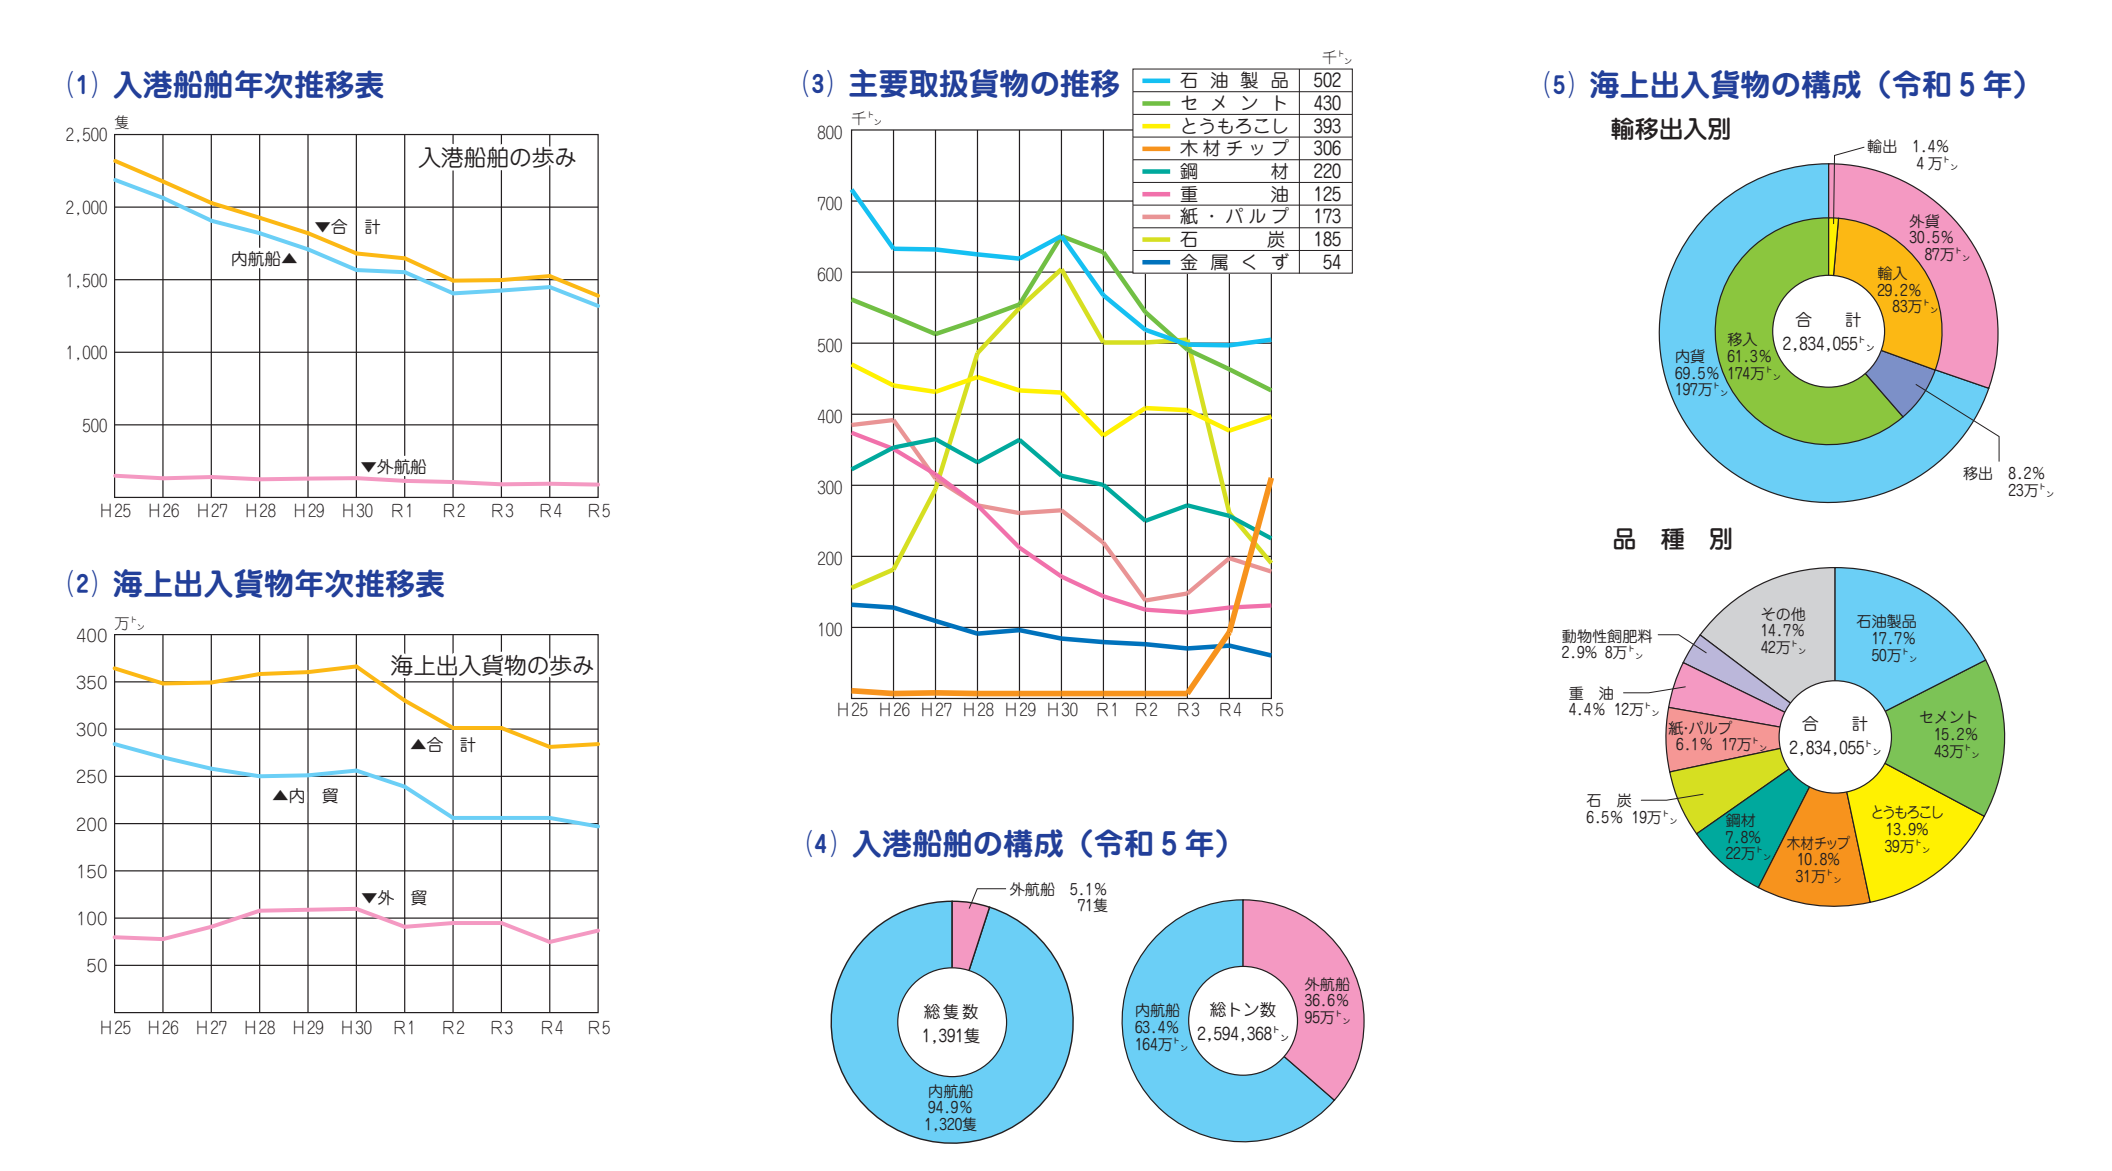 (1) 入港船舶年次推移表
隻
入港船舶の歩み
2,500
2,000
1,500
1,000
500
▼合　計
内航船▲
▼外航船
H25 H26 H27 H28 H29 H30 R1 R2 R3 R4 R5
(2) 海上出入貨物年次推移表
万トン
海上出入貨物の歩み
400
350
300
250
200
150
100
50
▲合　計
▲内　貿
▼外　貿
H25 H26 H27 H28 H29 H30 R1 R2 R3 R4 R5
(3) 主要取扱貨物の推移
千トン
石油製品 502
セメント 430
とうもろこし 393
木材チップ 306
鋼材 220
重油 125
紙・パルプ 173
石炭 185
金属くず 54
千トン
800
700
600
500
400
300
200
100
H25 H26 H27 H28 H29 H30 R1 R2 R3 R4 R5
(4) 入港船舶の構成（令和5年）
外航船 5.1%
71隻
総隻数
1,391隻
内航船
94.9%
1,320隻
外航船
36.6%
95万トン
総トン数
2,594,368トン
内航船
63.4%
164万トン
(5) 海上出入貨物の構成（令和5年）
輸移出入別
輸出 1.4%
4万トン
外貨
30.5%
87万トン
輸入
29.2%
83万トン
合　計
2,834,055トン
移入
61.3%
174万トン
内貨
69.5%
197万トン
移出 8.2%
23万トン
品　種　別
その他
14.7%
42万トン
石油製品
17.7%
50万トン
動物性飼肥料
2.9% 8万トン
重　油
4.4% 12万トン
セメント
15.2%
43万トン
紙・パルプ
6.1% 17万トン
合　計
2,834,055トン
石　炭
6.5% 19万トン
とうもろこし
13.9%
39万トン
鋼材
7.8%
22万トン
木材チップ
10.8%
31万トン